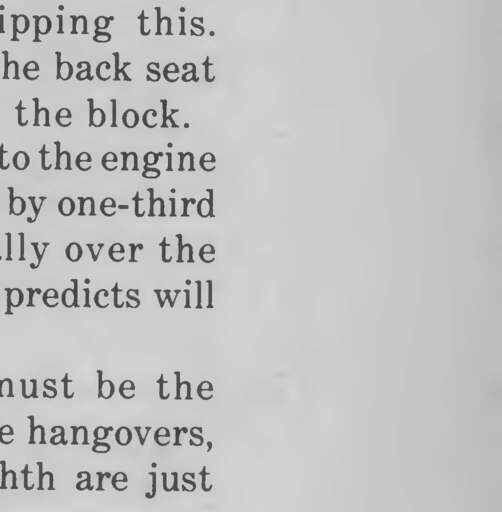 ipping this.
he back seat
the block.
to the engine
by one-third
lly over the
predicts will
must be the
e hangovers,
hth are just